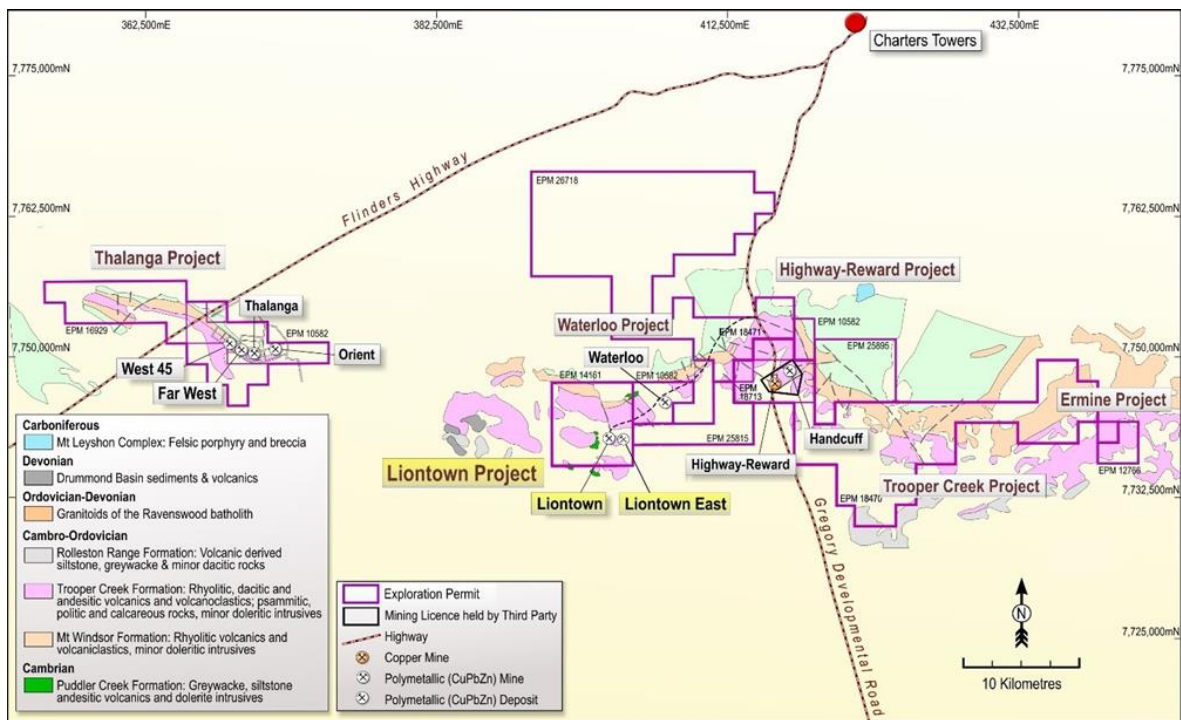 362,500mE
382,500mE
412,500mE
432,500mE
Charters Towers
7,775,000mN
7,775,000mN
Flinders Highway
EPM 26718
7,762,500mN
7,762,500mN
Thalanga Project
Highway-Reward Project
Thalanga
Waterloo Project
EPM 18471
EPM 10582
EPM 16929
EPM 10582
EPM 25895
7,750,000mN
7,750,000mN
Orient
West 45
Waterloo
Far West
EPM 14161
EPM 10582
EPM
18713
Ermine Project
Handcuff
EPM 25815
Highway-Reward
Liontown Project
EPM 12766
Trooper Creek Project
Liontown
Liontown East
EPM 18470
7,732,500mN
Gregory Developmental Road
7,725,000mN
Carboniferous
Mt Leyshon Complex: Felsic porphyry and breccia
Devonian
Drummond Basin sediments & volcanics
Ordovician-Devonian
Granitoids of the Ravenswood batholith
Cambro-Ordovician
Rolleston Range Formation: Volcanic derived
siltstone, greywacke & minor dacitic rocks
Trooper Creek Formation: Rhyolitic, dacitic and
andesitic volcanics and volcanoclastics; psammitic,
politic and calcareous rocks, minor doleritic intrusives
Mt Windsor Formation: Rhyolitic volcanics and
volcaniclastics, minor doleritic intrusives
Cambrian
Puddler Creek Formation: Greywacke, siltstone
andesitic volcanics and dolerite intrusives
Exploration Permit
Mining Licence held by Third Party
Highway
Copper Mine
Polymetallic (CuPbZn) Mine
Polymetallic (CuPbZn) Deposit
N
10 Kilometres